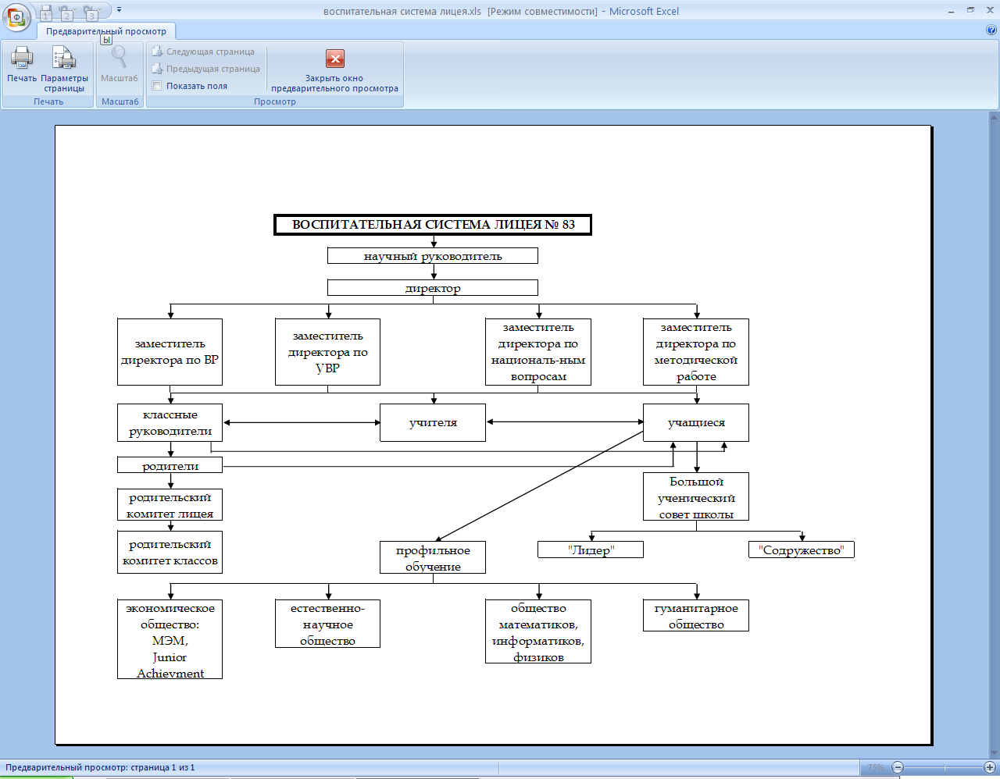 воспитательная система лицея.xls [Режим совместимости] - Microsoft Excel
Ф
1
2
3
Предварительный просмотр
Ы
Печать
Параметры
страницы
Печать
Масштаб
Масштаб
Следующая страница
Предыдущая страница
Показать поля
Закрыть окно
предварительного просмотра
Просмотр
ВОСПИТАТЕЛЬНАЯ СИСТЕМА ЛИЦЕЯ № 83
научный руководитель
директор
заместитель
директора по ВР
заместитель
директора по
УВР
заместитель
директора по
националь-ным
вопросам
заместитель
директора по
методической
работе
классные
руководители
учителя
учащиеся
родители
родительский
комитет лицея
родительский
комитет классов
Большой
ученический
совет школы
профильное
обучение
"Лидер"
"Содружество"
экономическое
общество:
МЭМ,
Junior
Achievment
естественно-
научное
общество
общество
математиков,
информатиков,
физиков
гуманитарное
общество
Предварительный просмотр: страница 1 из 1
75%